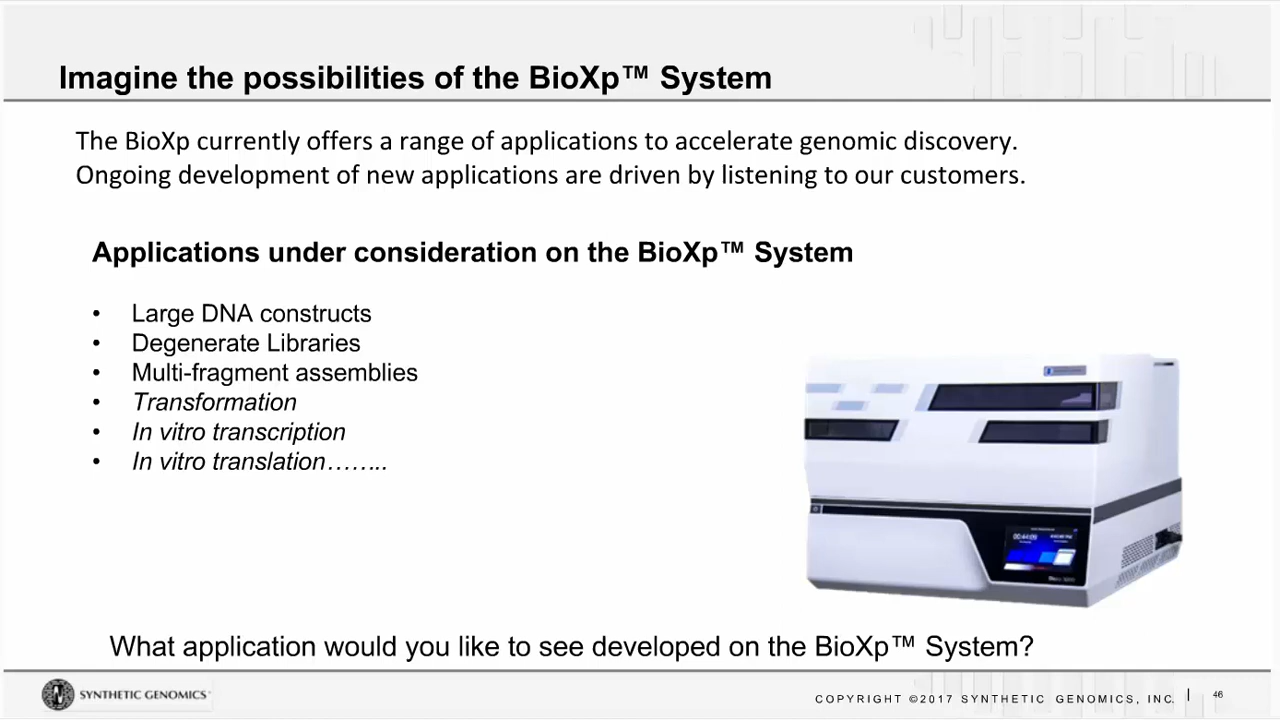 Imagine the possibilities of the BioXp™ System
The BioXp currently offers a range of applications to accelerate genomic discovery.
Ongoing development of new applications are driven by listening to our customers.
Applications under consideration on the BioXp™ System
• Large DNA constructs
• Degenerate Libraries
• Multi-fragment assemblies
• Transformation
• In vitro transcription
• In vitro translation……..
What application would you like to see developed on the BioXp™ System?
SYNTHETIC GENOMICS
COPYRIGHT ©2017 SYNTHETIC GENOMICS, INC. | 46